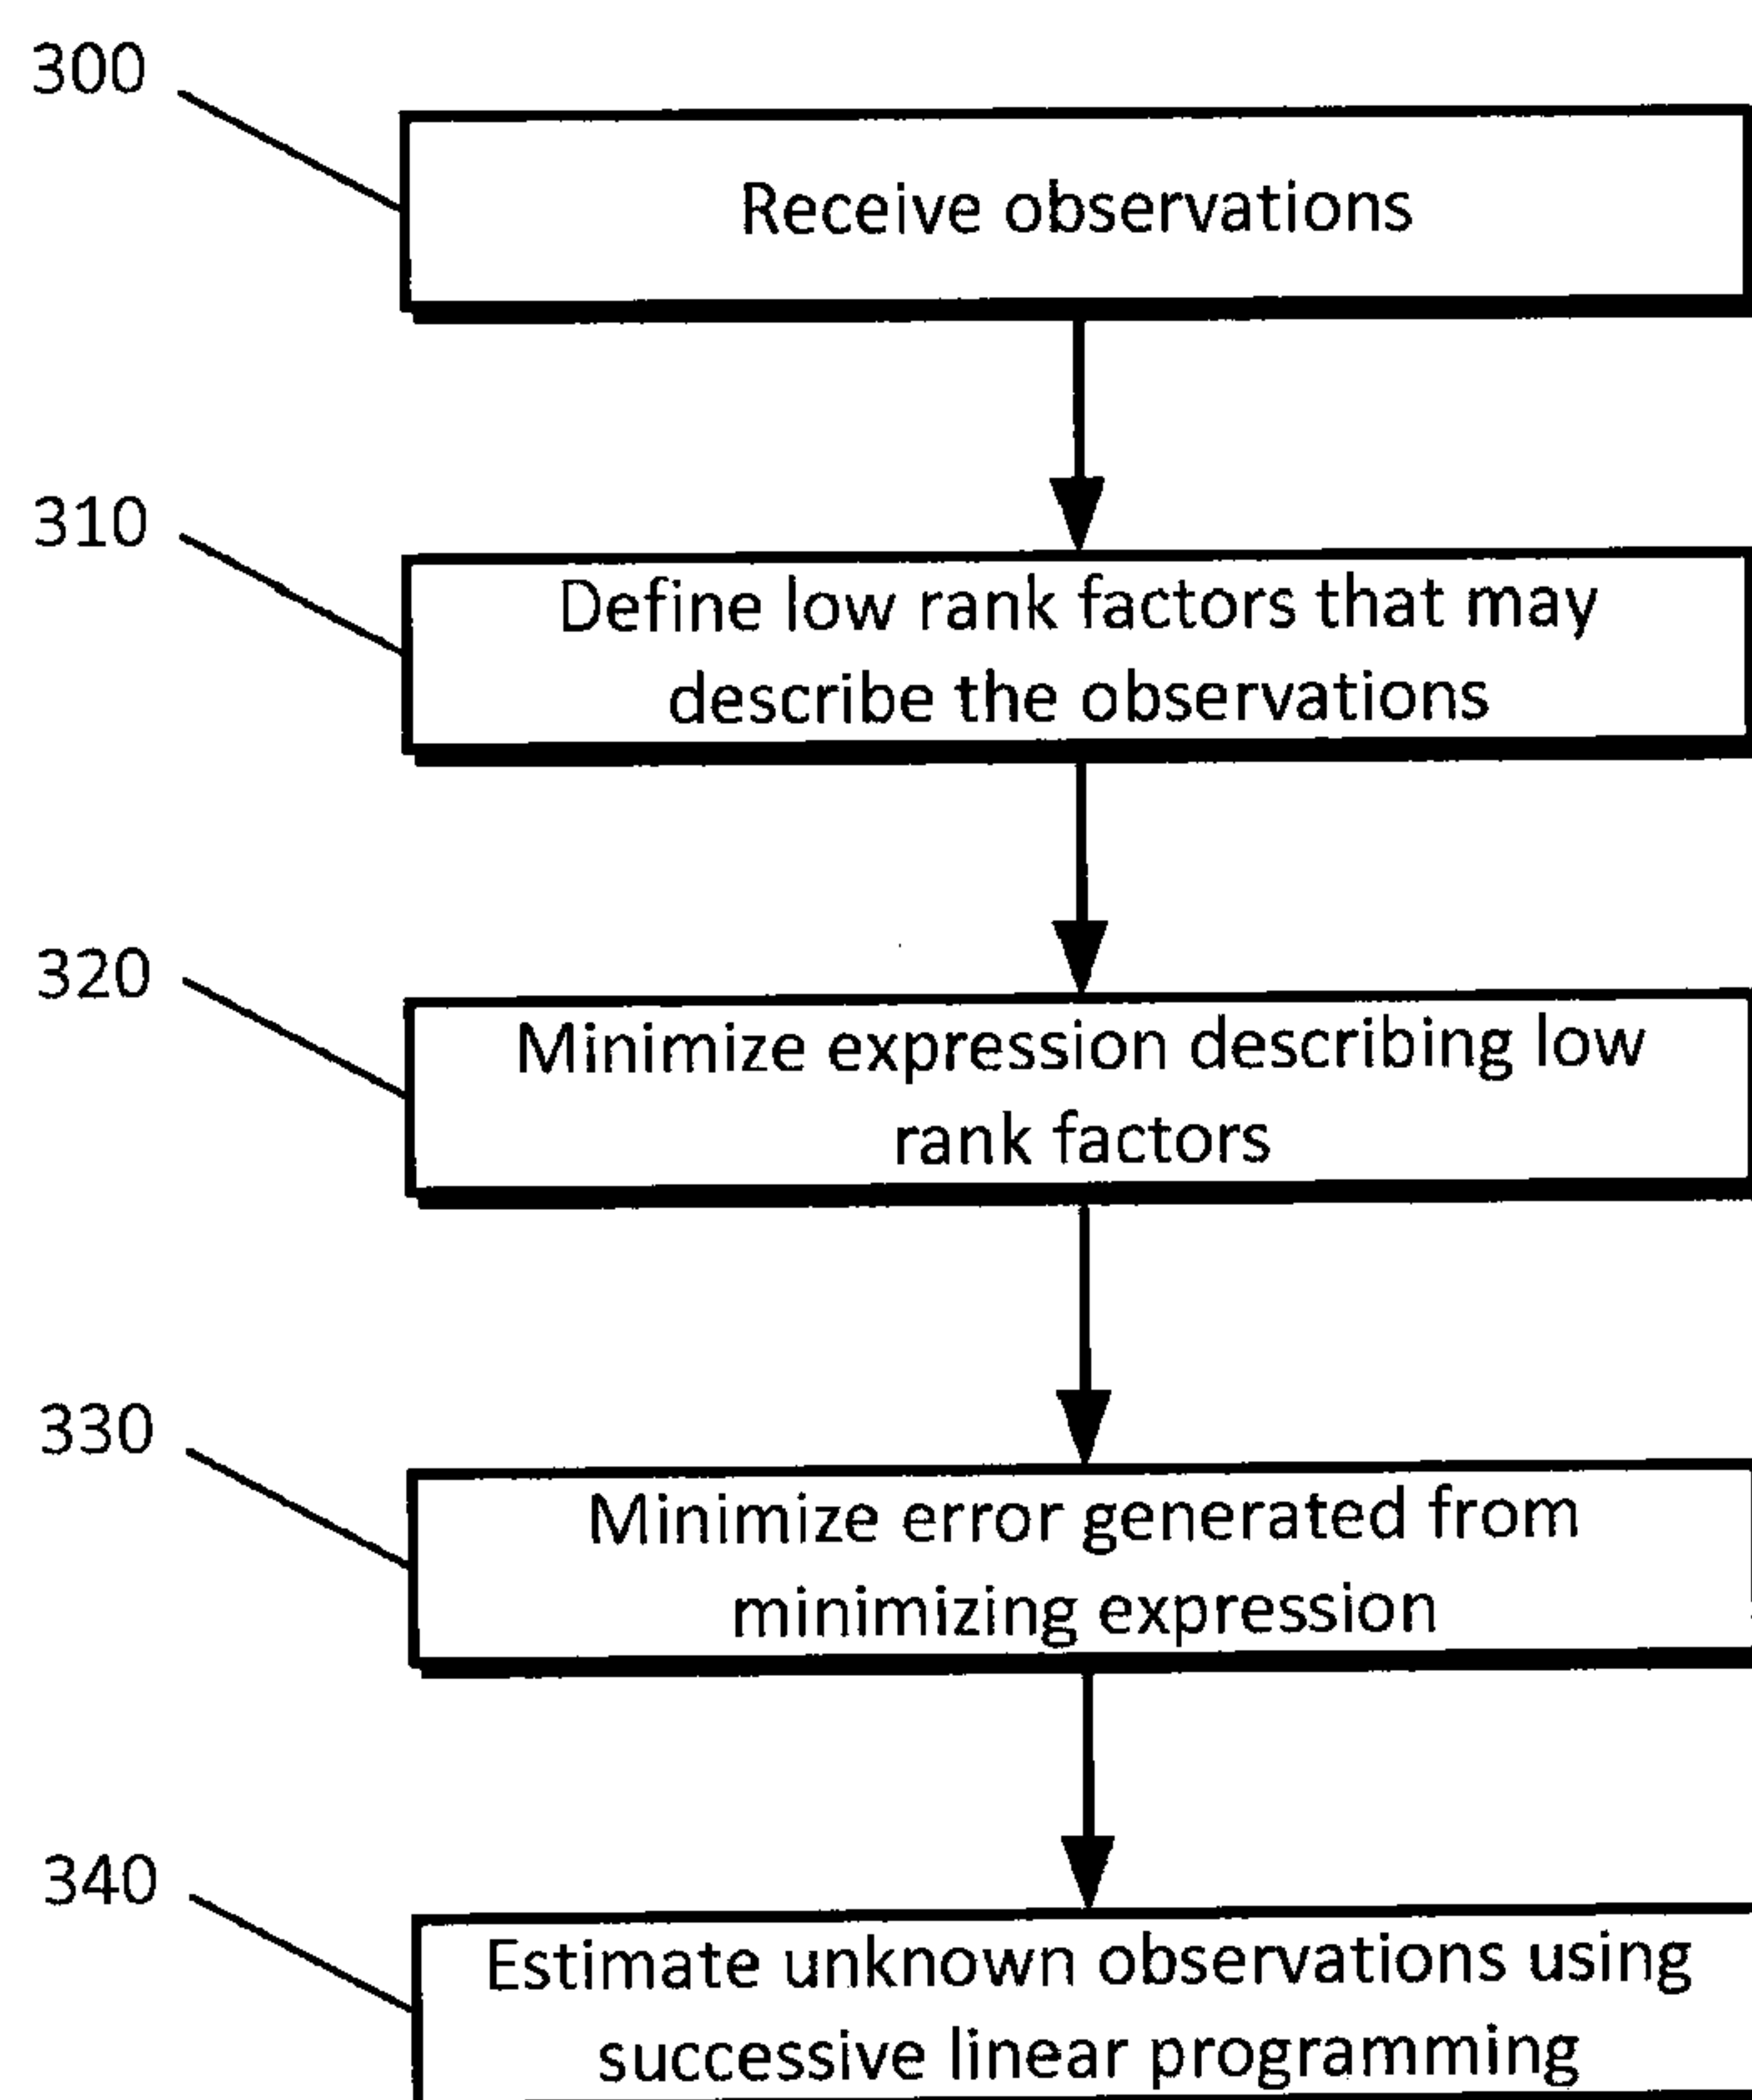 300
Receive observations
310
Define low rank factors that may
describe the observations
320
Minimize expression describing low
rank factors
330
Minimize error generated from
minimizing expression
340
Estimate unknown observations using
successive linear programming